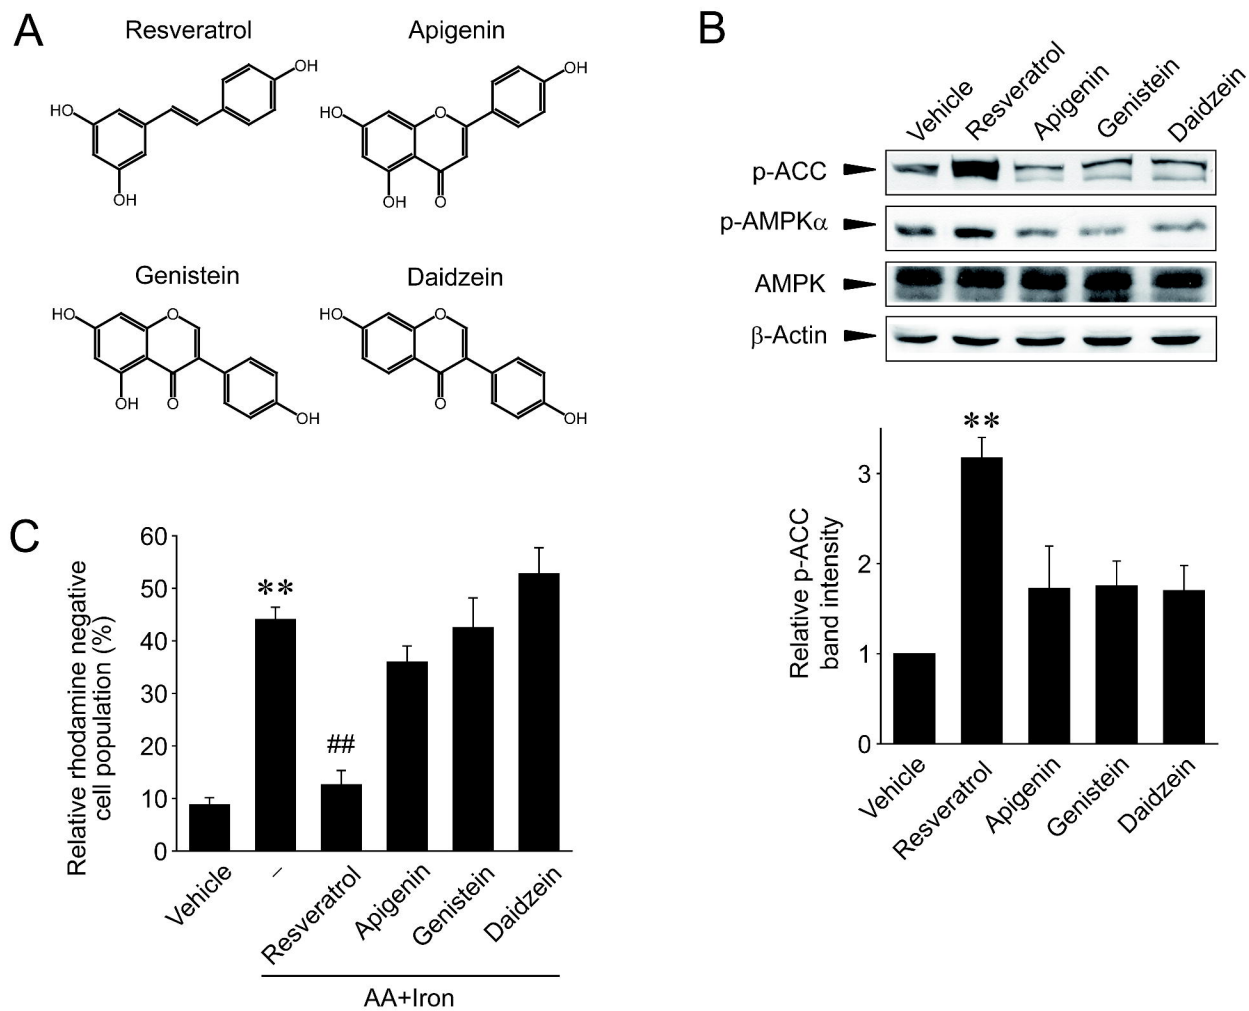 A
Resveratrol
Apigenin
OH
HO
OH
OH
HO
O
OH
O
Genistein
Daidzein
HO
O
OH
O
OH
HO
O
O
OH
B
Vehicle
Resveratrol
Apigenin
Genistein
Daidzein
p-ACC
p-AMPKα
AMPK
β-Actin
**
Relative p-ACC
band intensity
3
2
1
0
Vehicle
Resveratrol
Apigenin
Genistein
Daidzein
C
Relative rhodamine negative
cell population (%)
60
50
40
30
20
10
0
**
##
Vehicle
–
Resveratrol
Apigenin
Genistein
Daidzein
AA+Iron